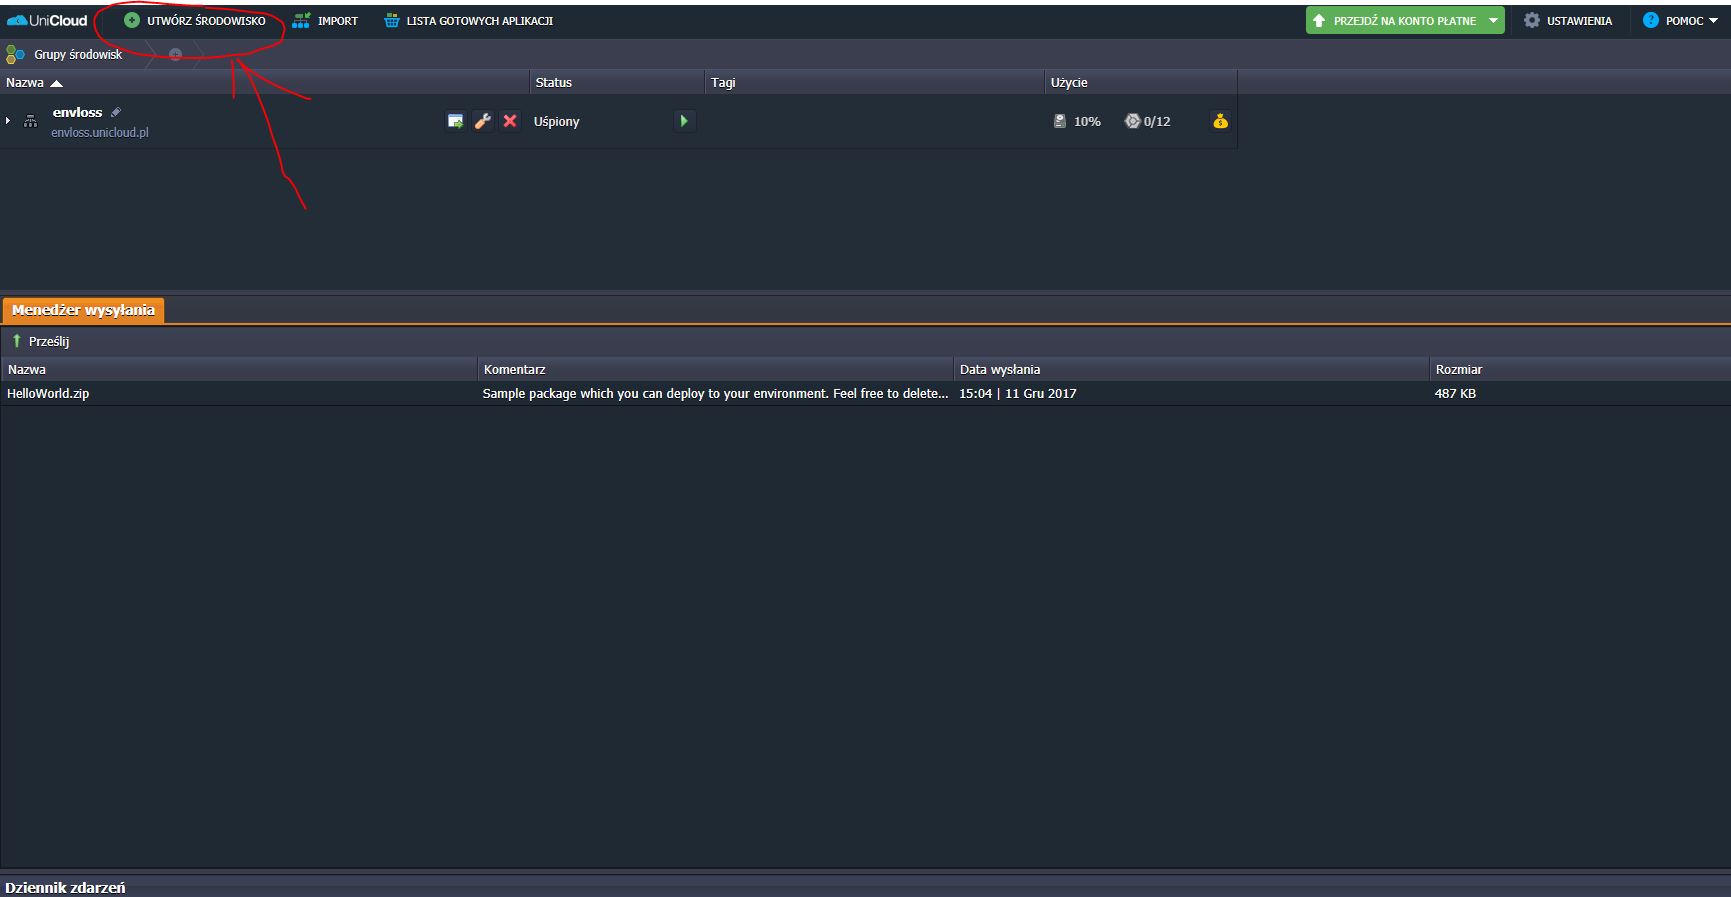 UniCloud UTWÓRZ ŚRODOWISKO IMPORT LISTA GOTOWYCH APLIKACJI PRZEJDŹ NA KONTO PŁATNE USTAWIENIA ? POMOC
Grupy środowisk
Nazwa Status Tagi Użycie
envloss
envloss.unicloud.pl
Uśpiony 10% 0/12
Menedżer wysyłania
Prześlij
Nazwa Komentarz Data wysłania Rozmiar
HelloWorld.zip Sample package which you can deploy to your environment. Feel free to delete... 15:04 | 11 Gru 2017 487 KB
Dziennik zdarzeń